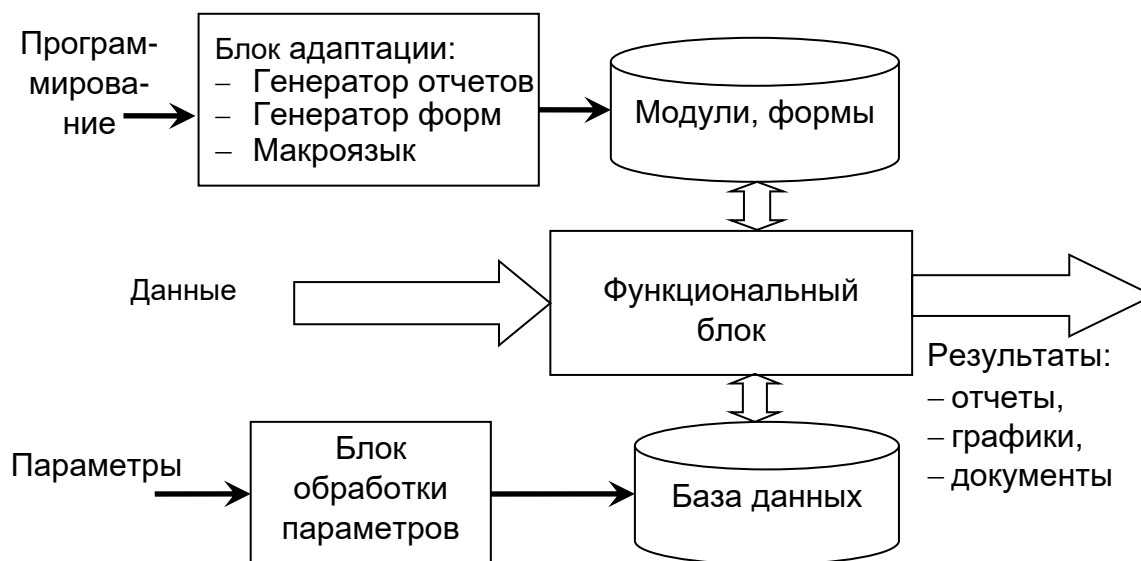 Програм-
мирова-
ние
Блок адаптации:
– Генератор отчетов
– Генератор форм
– Макроязык
Модули, формы
Данные
Функциональный
блок
Результаты:
– отчеты,
– графики,
– документы
Параметры
Блок
обработки
параметров
База данных